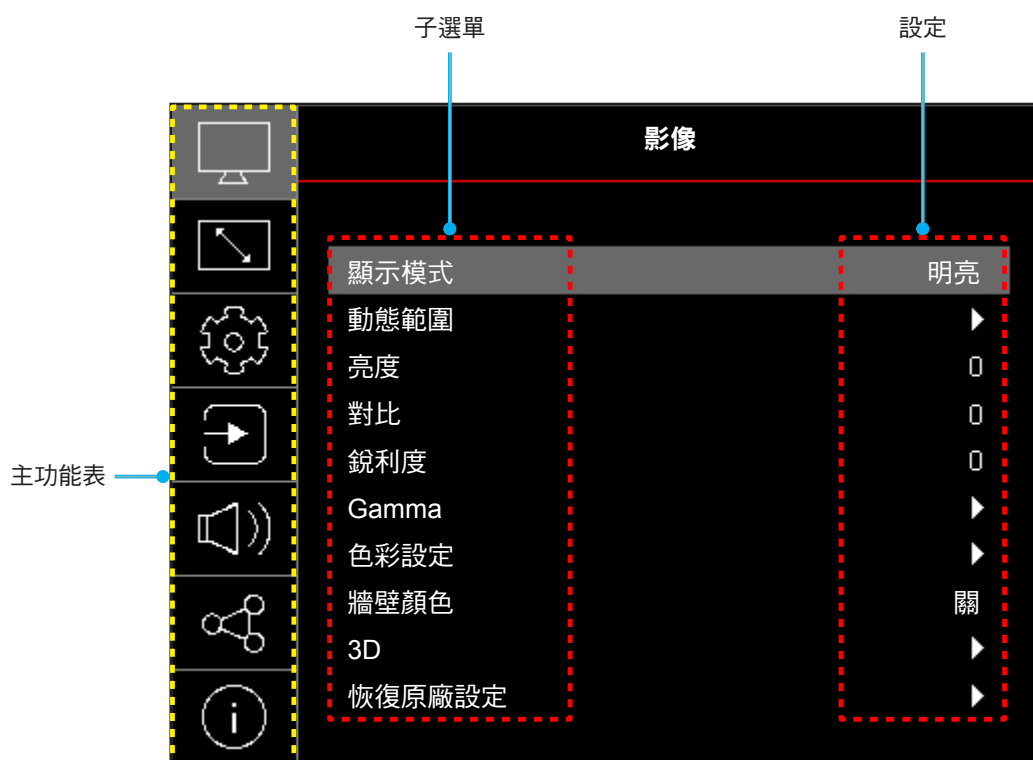 子選單 設定
影像
顯示模式 明亮
動態範圍
亮度 0
對比 0
銳利度 0
主功能表
Gamma
色彩設定
牆壁顏色 關
3D
恢復原廠設定
i